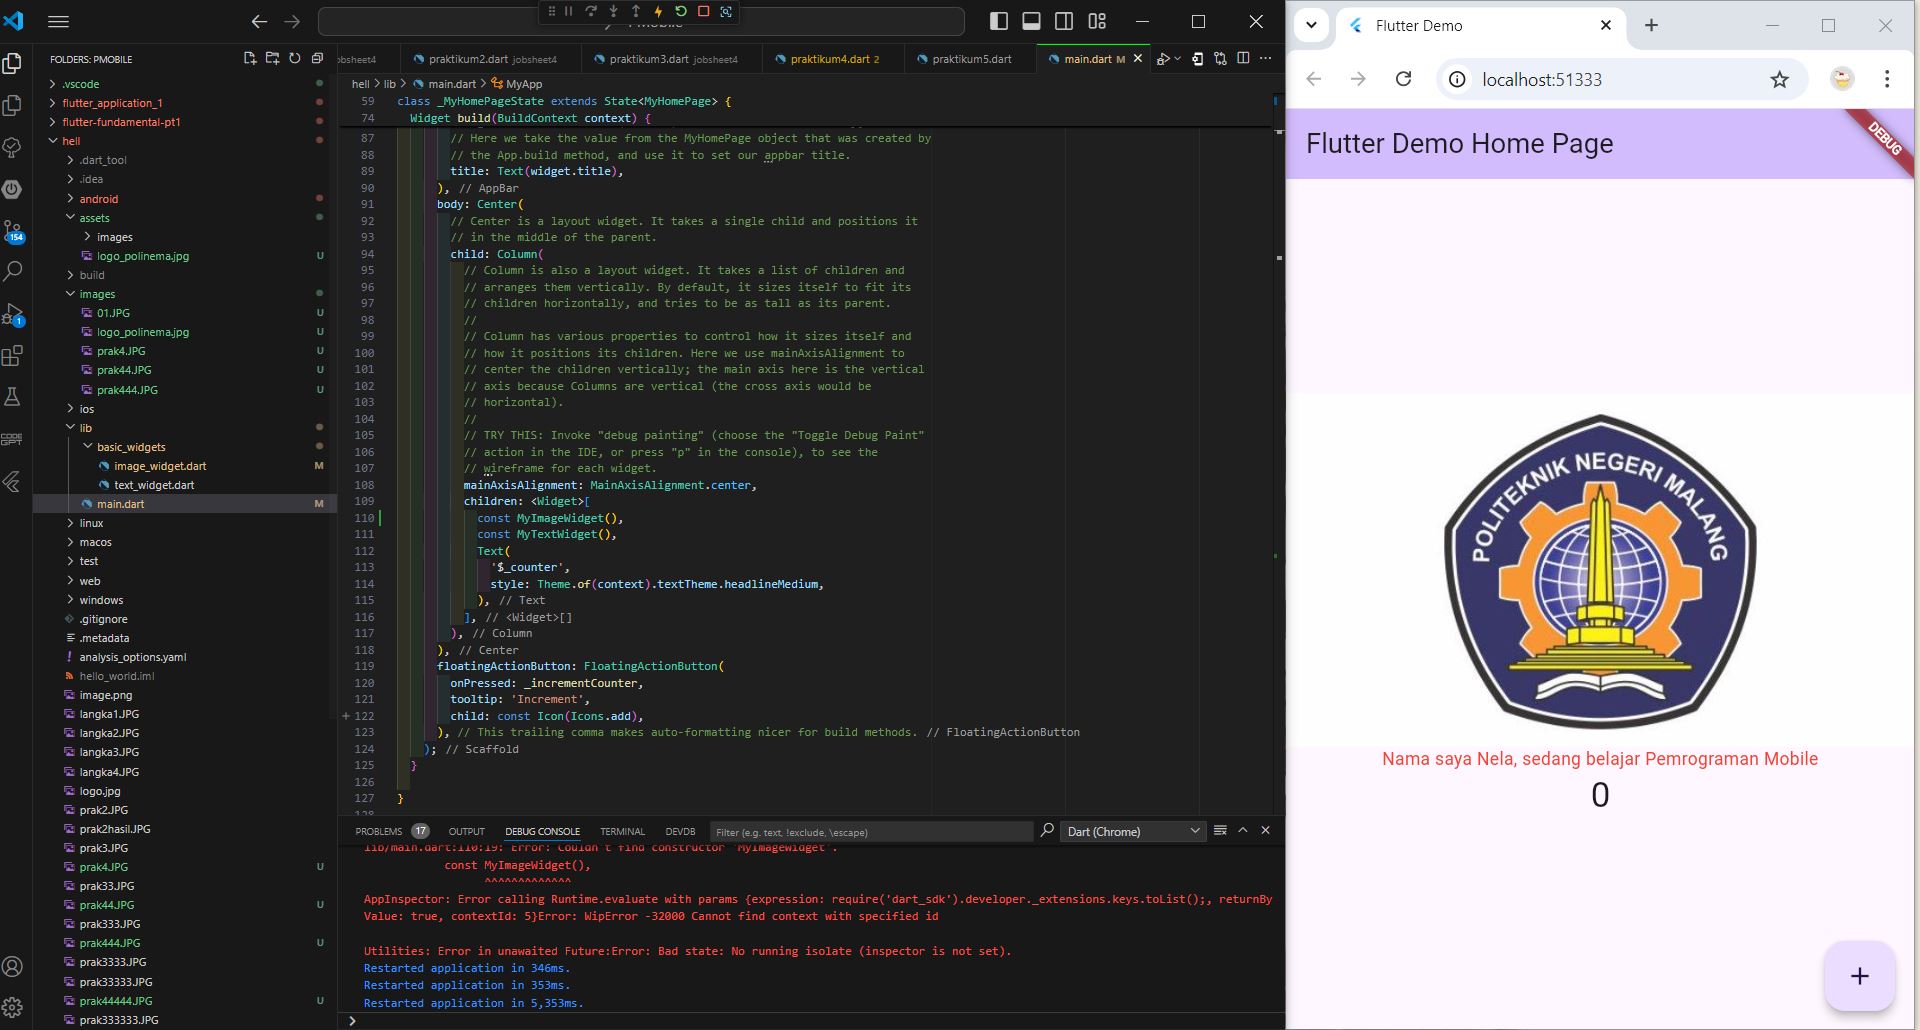 PMobile
FOLDERS: PMOBILE
.vscode
flutter_application_1
flutter-fundamental-pt1
hell
.dart_tool
.idea
android
assets
images
logo_polinema.jpg U
build
images
01.JPG U
logo_polinema.jpg U
prak4.JPG U
prak44.JPG U
prak444.JPG U
ios
lib
basic_widgets
image_widget.dart M
text_widget.dart
main.dart M
linux
macos
test
web
windows
.gitignore
.metadata
analysis_options.yaml
hello_world.iml
image.png
langka1.JPG
langka2.JPG
langka3.JPG
langka4.JPG
logo.jpg
prak2.JPG
prak2hasil.JPG
prak3.JPG
prak4.JPG U
prak33.JPG
prak44.JPG U
prak333.JPG
prak444.JPG U
prak3333.JPG
prak33333.JPG
prak44444.JPG U
prak333333.JPG
154
1
obsheet4 praktikum2.dart jobsheet4 praktikum3.dart jobsheet4 praktikum4.dart 2 praktikum5.dart main.dart M
hell > lib > main.dart > MyApp
59 class _MyHomePageState extends State<MyHomePage> {
74 Widget build(BuildContext context) {
87 // Here we take the value from the MyHomePage object that was created by
88 // the App.build method, and use it to set our appbar title.
89 title: Text(widget.title),
90 ), // AppBar
91 body: Center(
92 // Center is a layout widget. It takes a single child and positions it
93 // in the middle of the parent.
94 child: Column(
95 // Column is also a layout widget. It takes a list of children and
96 // arranges them vertically. By default, it sizes itself to fit its
97 // children horizontally, and tries to be as tall as its parent.
98 //
99 // Column has various properties to control how it sizes itself and
100 // how it positions its children. Here we use mainAxisAlignment to
101 // center the children vertically; the main axis here is the vertical
102 // axis because Columns are vertical (the cross axis would be
103 // horizontal).
104 //
105 // TRY THIS: Invoke "debug painting" (choose the "Toggle Debug Paint"
106 // action in the IDE, or press "p" in the console), to see the
107 // wireframe for each widget.
108 mainAxisAlignment: MainAxisAlignment.center,
109 children: <Widget>[
110 const MyImageWidget(),
111 const MyTextWidget(),
112 Text(
113 '$_counter',
114 style: Theme.of(context).textTheme.headlineMedium,
115 ), // Text
116 ], // <Widget>[]
117 ), // Column
118 ), // Center
119 floatingActionButton: FloatingActionButton(
120 onPressed: _incrementCounter,
121 tooltip: 'Increment',
122 child: const Icon(Icons.add),
123 ), // This trailing comma makes auto-formatting nicer for build methods. // FloatingActionButton
124 ); // Scaffold
125 }
126
127 }
128
PROBLEMS 17 OUTPUT DEBUG CONSOLE TERMINAL DEVDB Filter (e.g. text, !exclude, \escape) Dart (Chrome)
lib/main.dart:110:19: Error: Couldn't find constructor 'MyImageWidget'.
const MyImageWidget(),
^^^^^^^^^^^^^
AppInspector: Error calling Runtime.evaluate with params {expression: require('dart_sdk').developer._extensions.keys.toList();, returnBy
Value: true, contextId: 5}Error: WipError -32000 Cannot find context with specified id
Utilities: Error in unawaited Future:Error: Bad state: No running isolate (inspector is not set).
Restarted application in 346ms.
Restarted application in 353ms.
Restarted application in 5,353ms.
Flutter Demo
localhost:51333
Flutter Demo Home Page
DEBUG
POLITEKNIK NEGERI MALANG
Nama saya Nela, sedang belajar Pemrograman Mobile
0